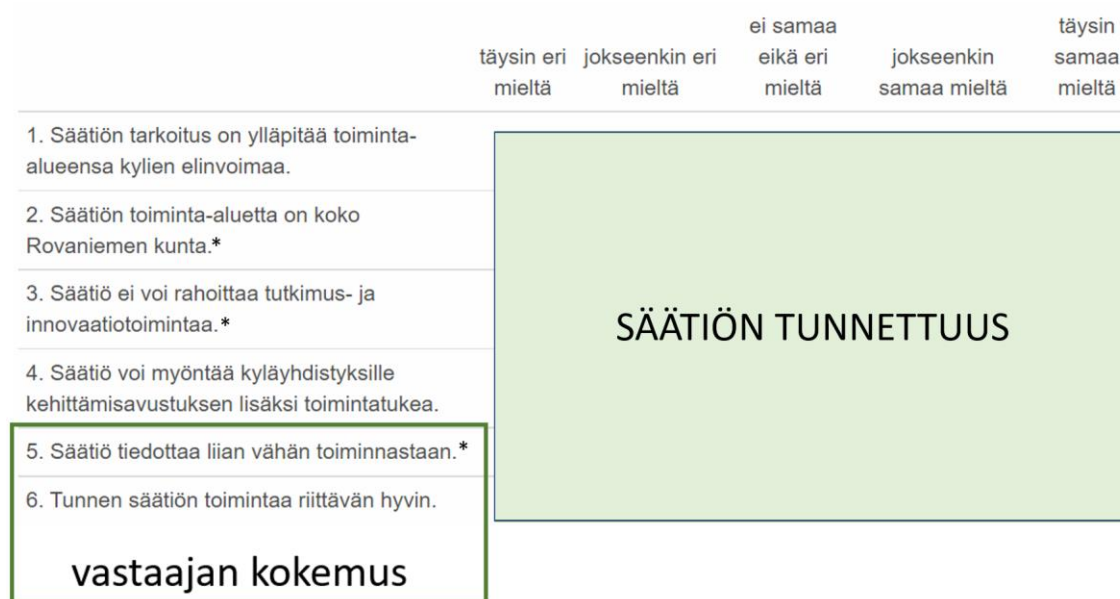 täysin eri mieltä
jokseenkin eri mieltä
ei samaa eikä eri mieltä
jokseenkin samaa mieltä
täysin samaa mieltä
1. Säätiön tarkoitus on ylläpitää toiminta-
alueensa kylien elinvoimaa.
2. Säätiön toiminta-aluetta on koko
Rovaniemen kunta.*
3. Säätiö ei voi rahoittaa tutkimus- ja
innovaatiotoimintaa.*
4. Säätiö voi myöntää kyläyhdistyksille
kehittämisavustuksen lisäksi toimintatukea.
5. Säätiö tiedottaa liian vähän toiminnastaan.*
6. Tunnen säätiön toimintaa riittävän hyvin.
SÄÄTIÖN TUNNETTUUS
vastaajan kokemus